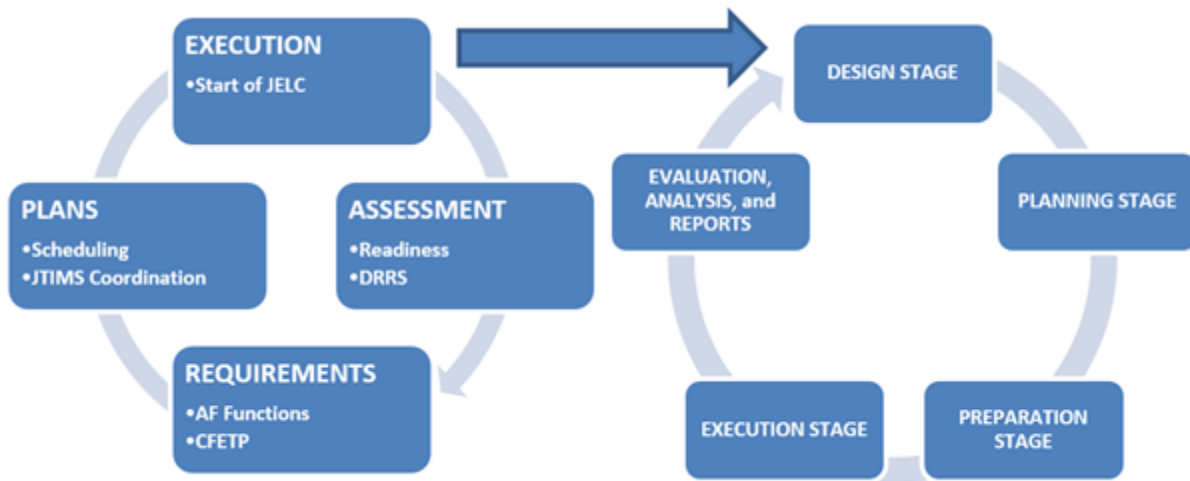 EXECUTION
•Start of JELC
PLANS
•Scheduling
•JTIMS Coordination
ASSESSMENT
•Readiness
•DRRS
REQUIREMENTS
•AF Functions
•CFETP
DESIGN STAGE
PLANNING STAGE
PREPARATION
STAGE
EXECUTION STAGE
EVALUATION,
ANALYSIS, and
REPORTS